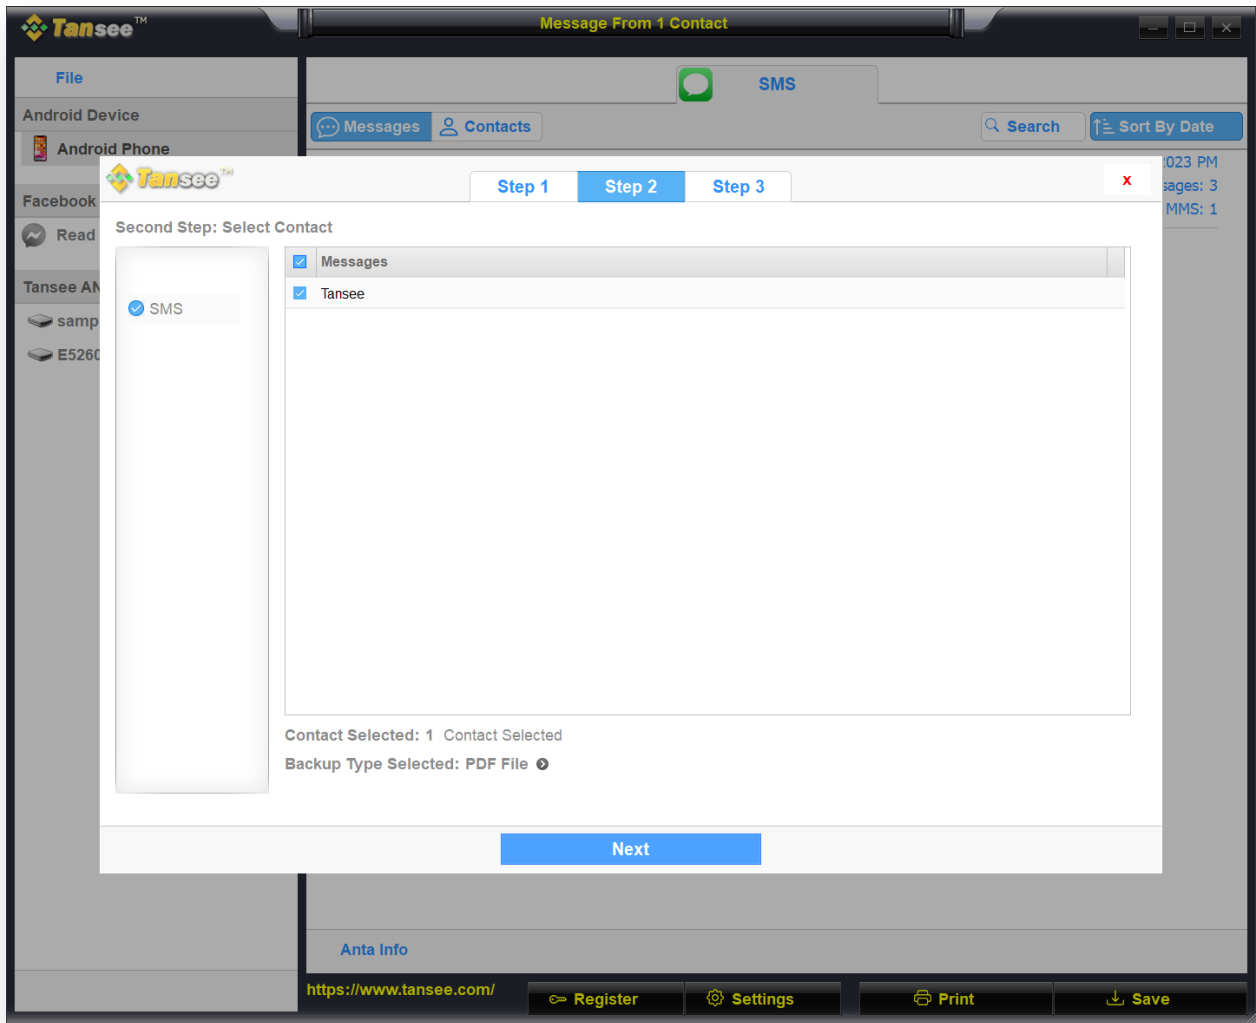 Tansee™
Message From 1 Contact
File
SMS
Android Device
Messages
Contacts
Search
Sort By Date
Android Phone
023 PM
Tansee™
Step 1
Step 2
Step 3
x
sages: 3
Facebook
MMS: 1
Second Step: Select Contact
Read
Messages
Tansee AN
Tansee
SMS
samp
E5260
Contact Selected: 1 Contact Selected
Backup Type Selected: PDF File
Next
Anta Info
https://www.tansee.com/
Register
Settings
Print
Save